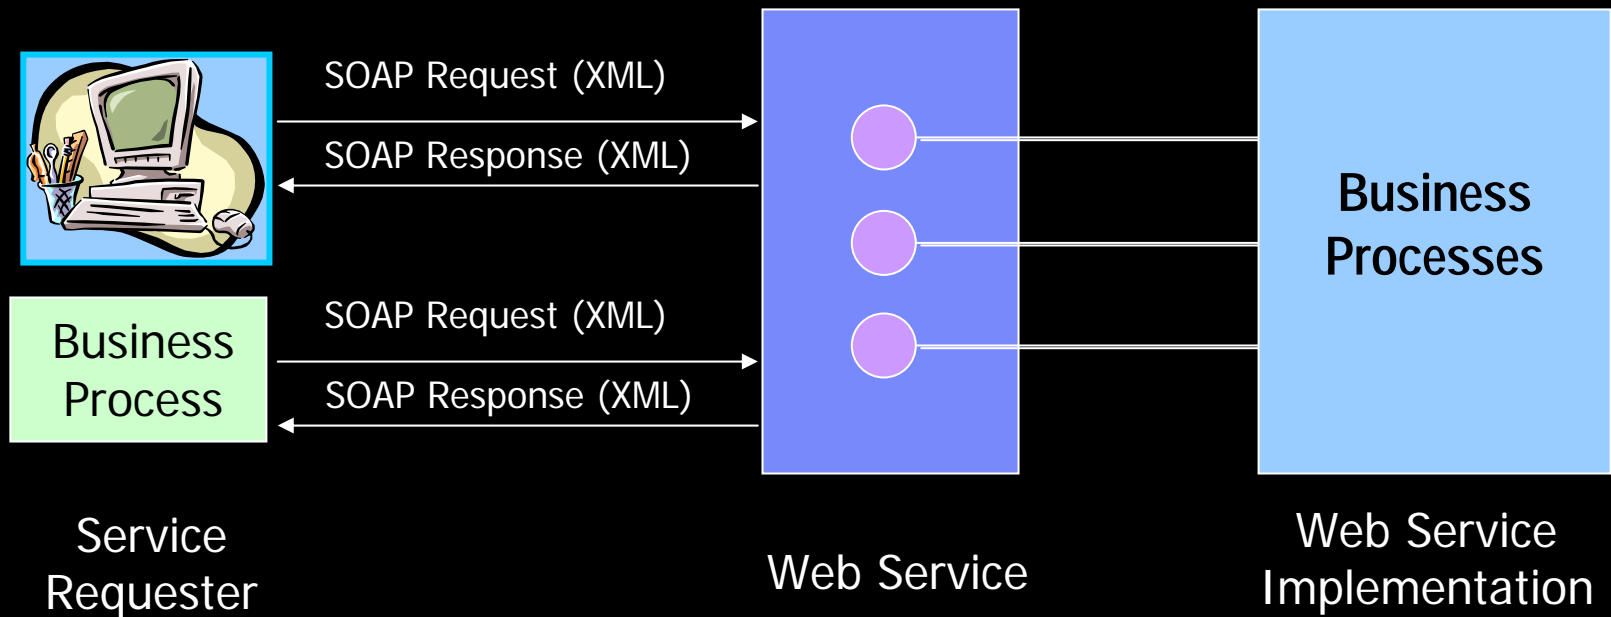 SOAP Request (XML)
SOAP Response (XML)
Business
Process
SOAP Request (XML)
SOAP Response (XML)
Business
Processes
Service
Requester
Web Service
Web Service
Implementation